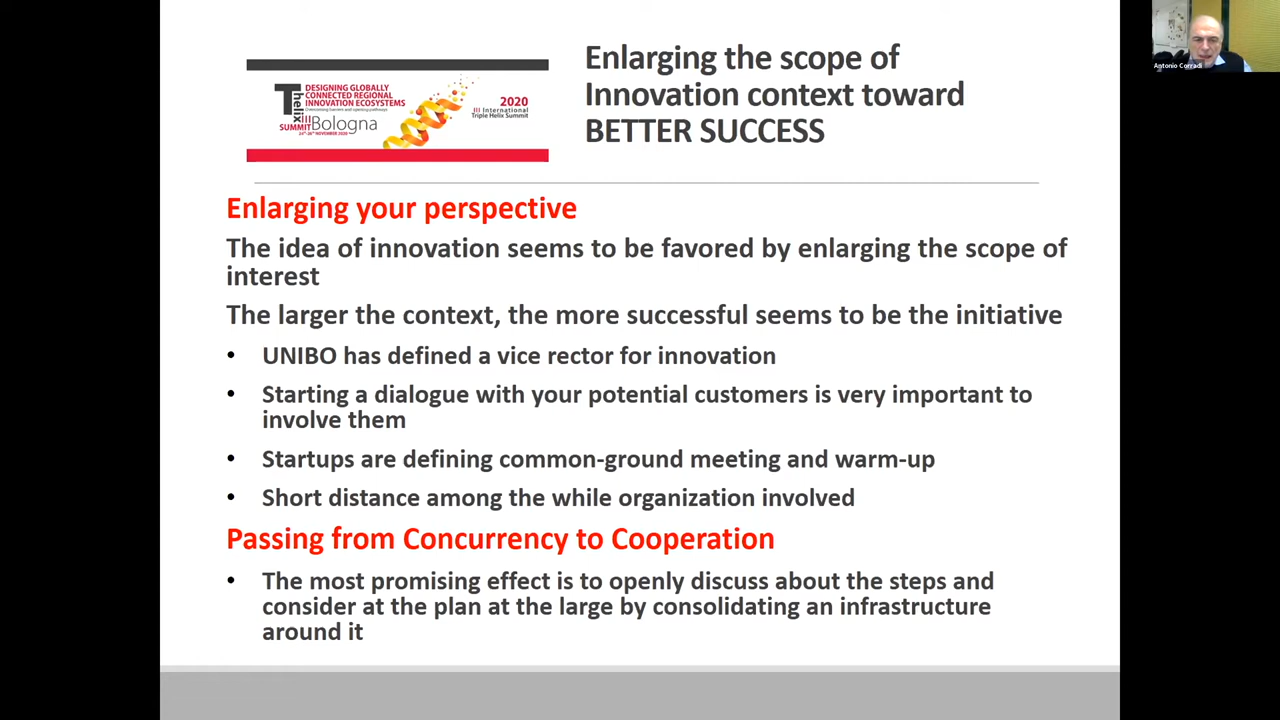 Enlarging the scope of
Innovation context toward
BETTER SUCCESS
Thelix
DESIGNING GLOBALLY
CONNECTED REGIONAL
INNOVATION ECOSYSTEMS
III
SUMMIT Bologna
2020
III International
Triple Helix Summit
Antonio Corradi
Enlarging your perspective
The idea of innovation seems to be favored by enlarging the scope of
interest
The larger the context, the more successful seems to be the initiative
• UNIBO has defined a vice rector for innovation
• Starting a dialogue with your potential customers is very important to
involve them
• Startups are defining common-ground meeting and warm-up
• Short distance among the while organization involved
Passing from Concurrency to Cooperation
• The most promising effect is to openly discuss about the steps and
consider at the plan at the large by consolidating an infrastructure
around it